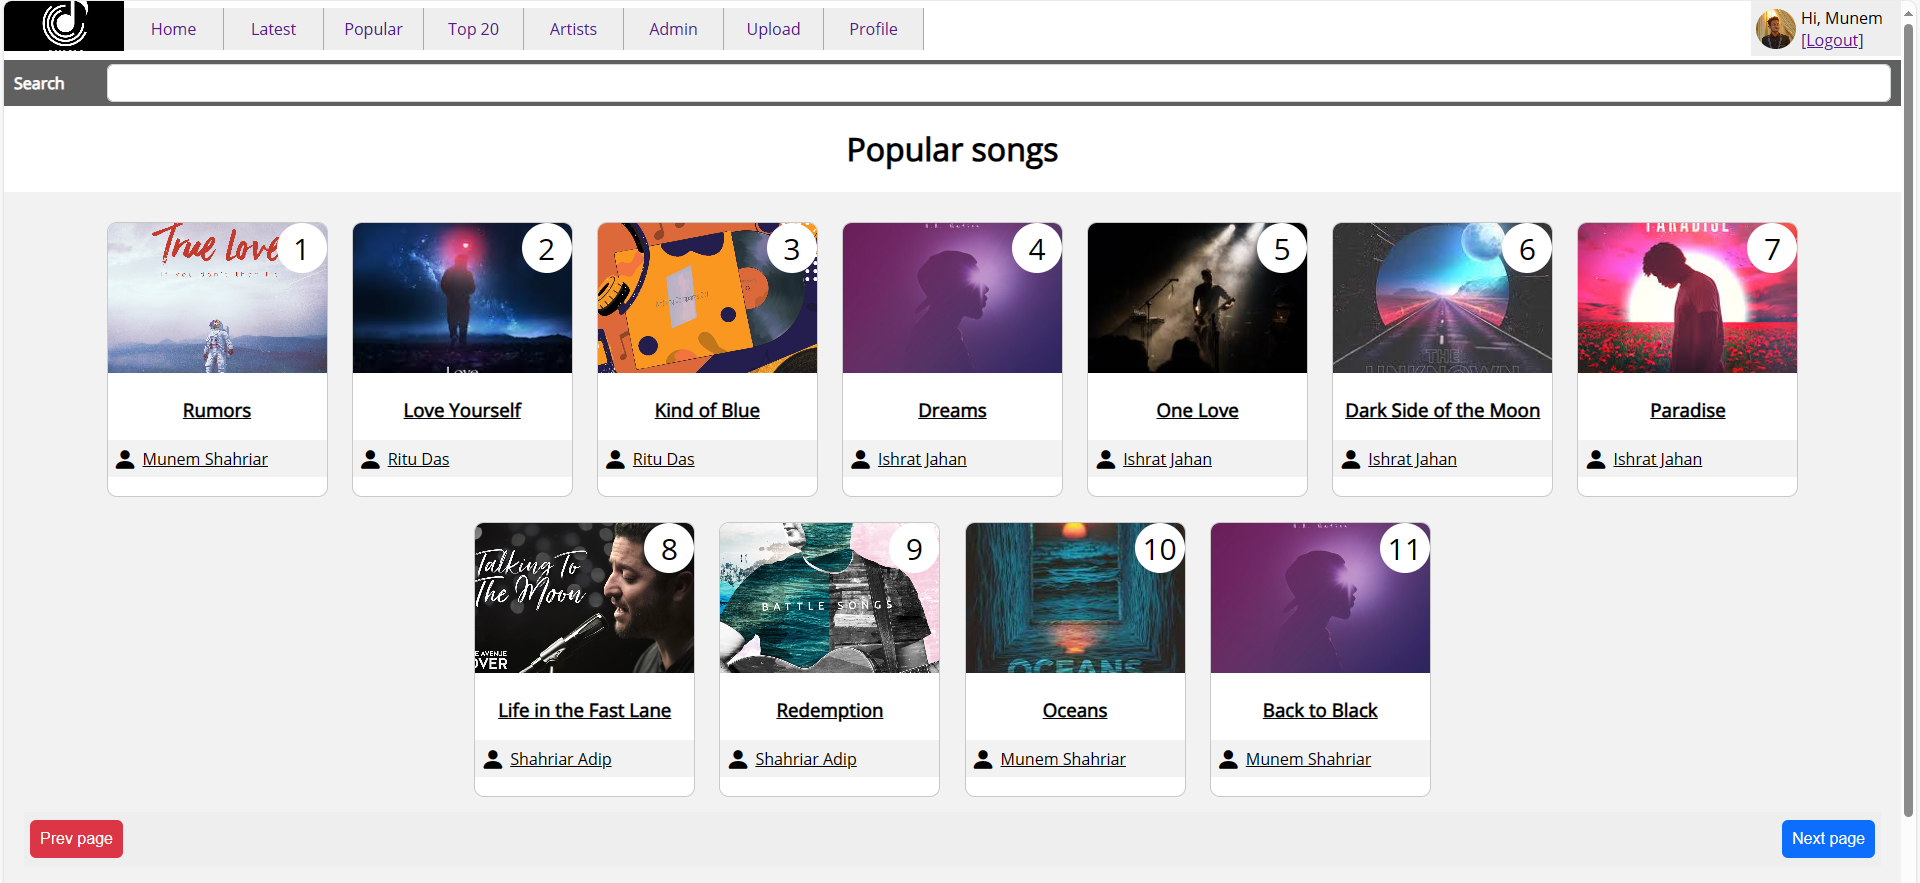 Home
Latest
Popular
Top 20
Artists
Admin
Upload
Profile
Hi, Munem
[Logout]
Search
Popular songs
True Love
1
2
3
4
5
6
PARADISE
7
Love
THE
UNKNOWN
Rumors
Love Yourself
Kind of Blue
Dreams
One Love
Dark Side of the Moon
Paradise
Munem Shahriar
Ritu Das
Ritu Das
Ishrat Jahan
Ishrat Jahan
Ishrat Jahan
Ishrat Jahan
Talking To
The Moon
OVER
8
BATTLE SONGS
9
OCEANS
10
11
Life in the Fast Lane
Redemption
Oceans
Back to Black
Shahriar Adip
Shahriar Adip
Munem Shahriar
Munem Shahriar
Prev page
Next page